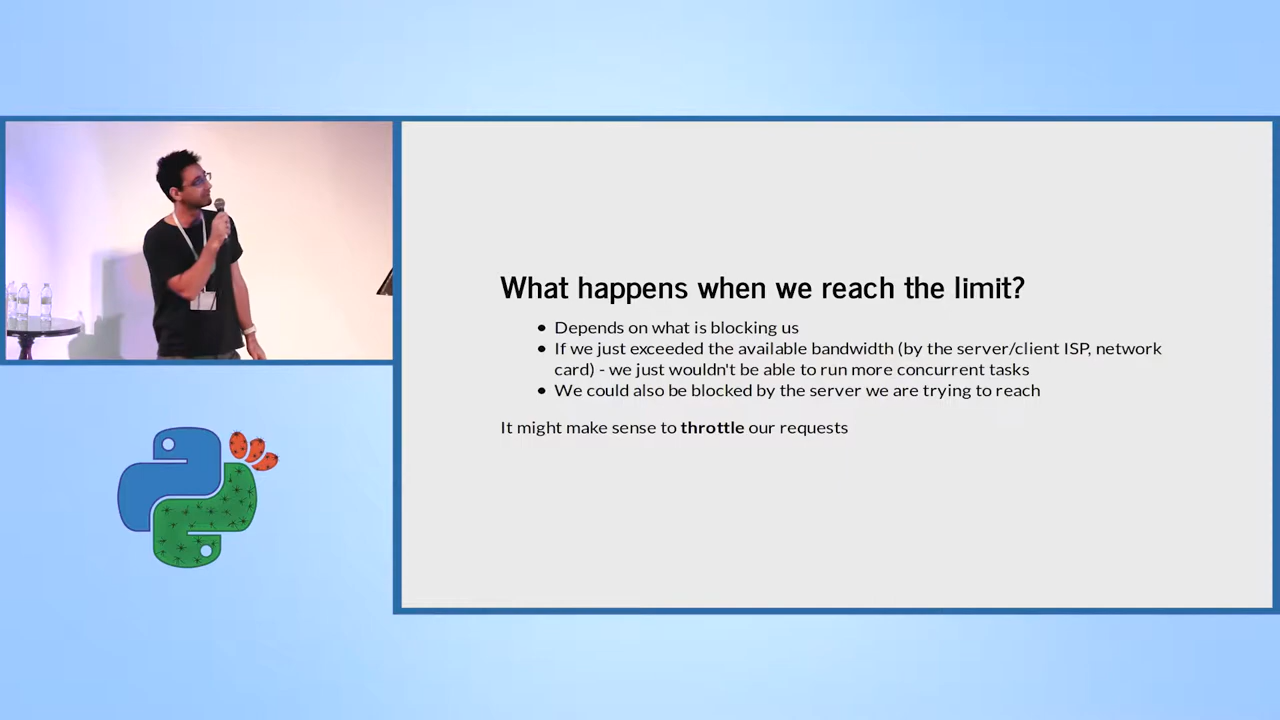 What happens when we reach the limit?
• Depends on what is blocking us
• If we just exceeded the available bandwidth (by the server/client ISP, network
card) - we just wouldn't be able to run more concurrent tasks
• We could also be blocked by the server we are trying to reach
It might make sense to throttle our requests